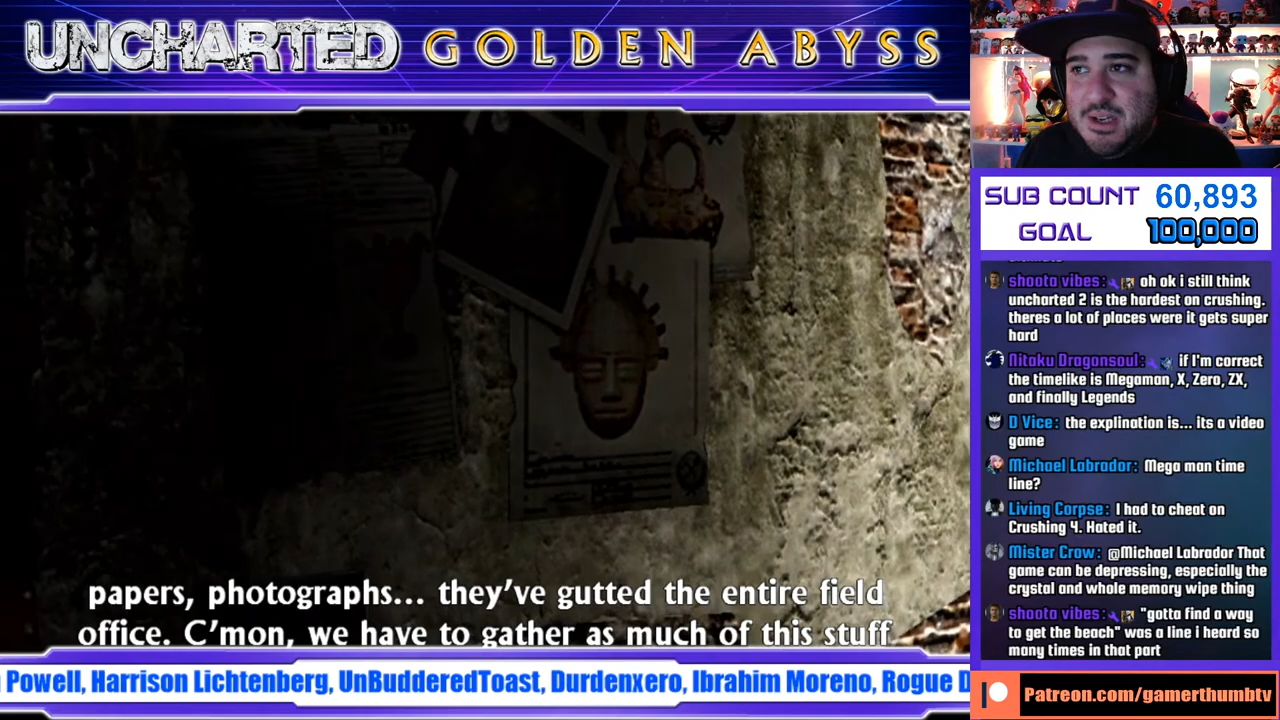 UNCHARTED GOLDEN ABYSS
papers, photographs... they've gutted the entire field
office. C'mon, we have to gather as much of this stuff
Powell, Harrison Lichtenberg, UnBudderedToast, Durdenxero, Ibrahim Moreno, Rogue D
SUB COUNT 60,893
GOAL 100,000
shoota vibes: oh ok i still think
uncharted 2 is the hardest on crushing.
theres a lot of places were it gets super
hard
Nitaku Dragonsoul: if I'm correct
the timelike is Megaman, X, Zero, ZX,
and finally Legends
D Vice: the explination is... its a video
game
Michael Labrador: Mega man time
line?
Living Corpse: I had to cheat on
Crushing 4. Hated it.
Mister Crow: @Michael Labrador That
game can be depressing, especially the
crystal and whole memory wipe thing
shoota vibes: "gotta find a way
to get the beach" was a line i heard so
many times in that part
Patreon.com/gamerthumbtv